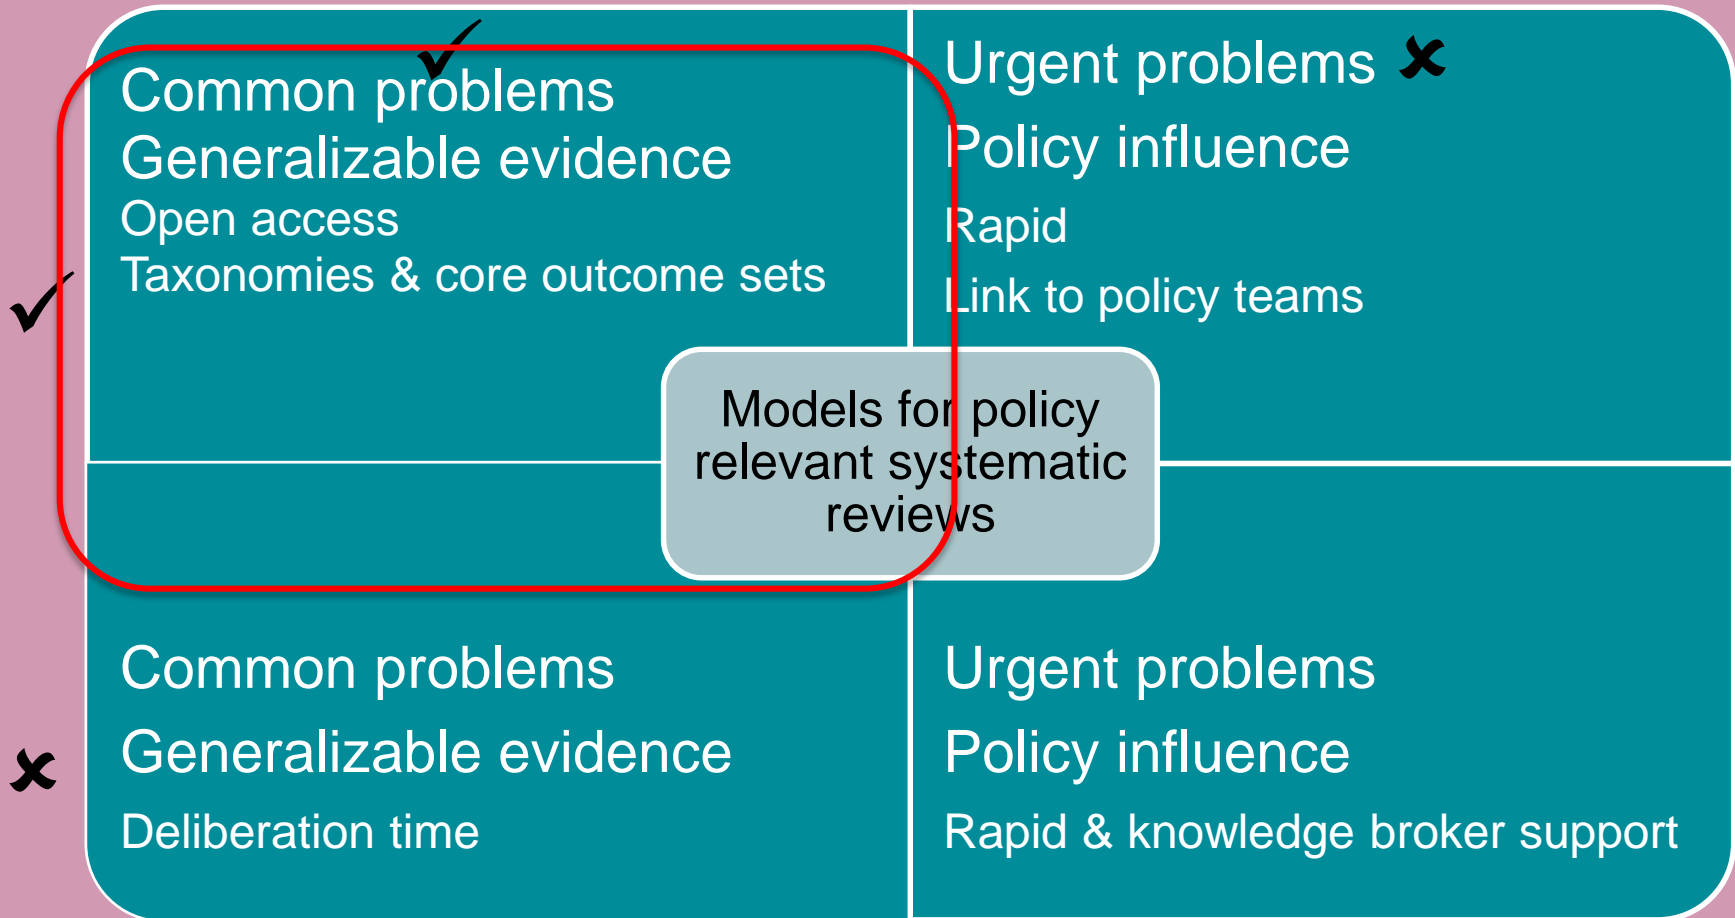 Common problems
Generalizable evidence
Open access
Taxonomies & core outcome sets
Urgent problems
Policy influence
Rapid
Link to policy teams
Models for policy
relevant systematic
reviews
Common problems
Generalizable evidence
Deliberation time
Urgent problems
Policy influence
Rapid & knowledge broker support